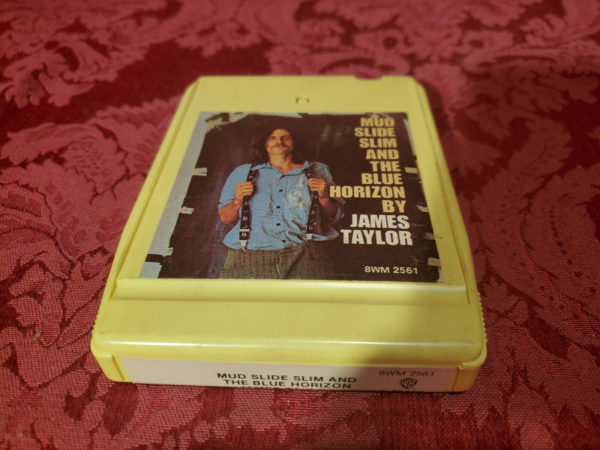 MUD
SLIDE
SLIM
AND
THE
BLUE
HORIZON
BY
JAMES
TAYLOR
8WM 2561
MUD SLIDE SLIM AND
THE BLUE HORIZON
8WM 2561